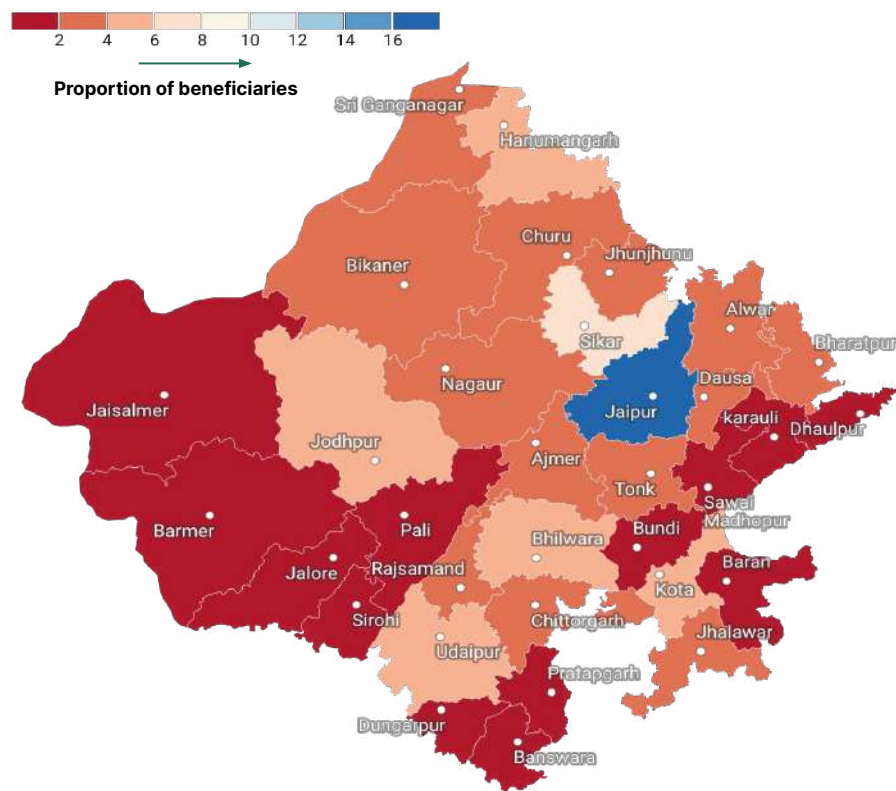 2 4 6 8 10 12 14 16
Proportion of beneficiaries
Sri Ganganagar
Hanumangarh
Churu
Jhunjhunu
Bikaner
Alwar
Sikar
Bharatpur
Nagaur
Dausa
Jaisalmer
Jaipur
karauli
Dhaulpur
Jodhpur
Ajmer
Tonk
Sawai
Madhopur
Barmer
Pali
Bhilwara
Bundi
Baran
Jalore
Rajsamand
Kota
Sirohi
Chittorgarh
Jhalawar
Udaipur
Pratapgarh
Dungarpur
Banswara